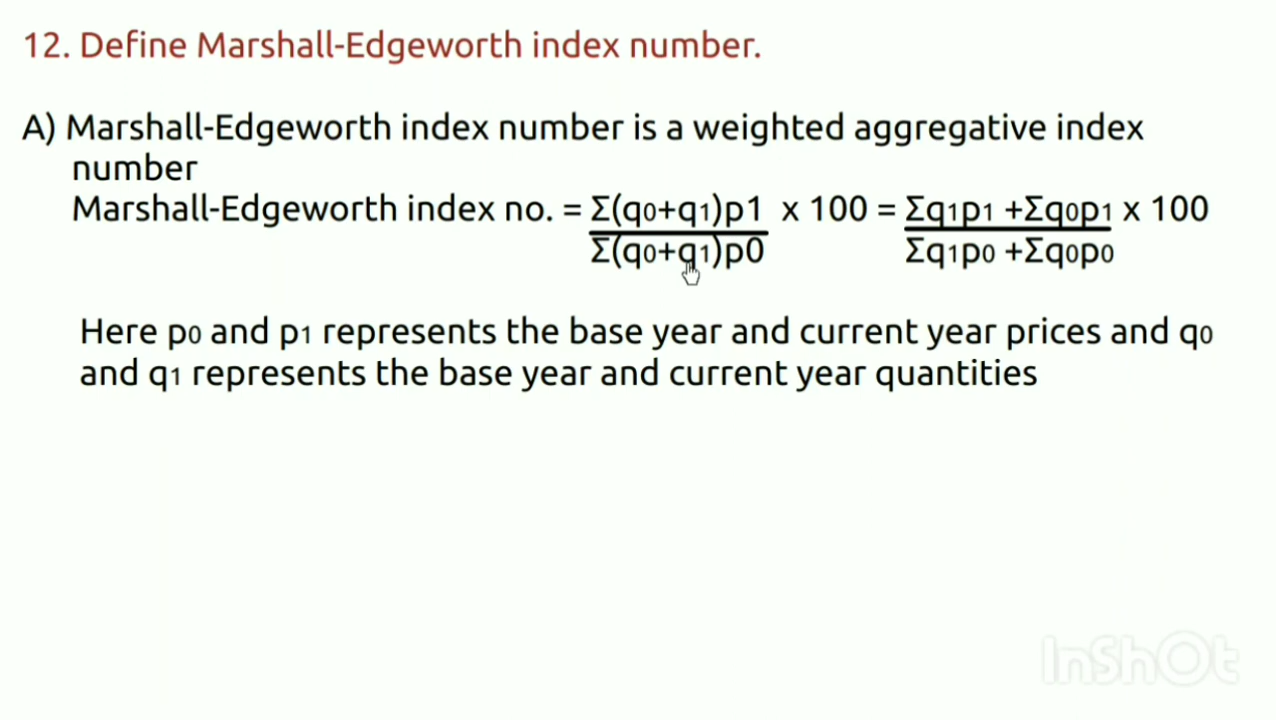 12. Define Marshall-Edgeworth index number.
A) Marshall-Edgeworth index number is a weighted aggregative index
number
Marshall-Edgeworth index no. = Σ(q0+q1)p1 x 100 = Σq1p1 +Σq0p1 x 100
Σ(q0+q1)p0 Σq1p0 +Σq0p0
Here p0 and p1 represents the base year and current year prices and q0
and q1 represents the base year and current year quantities
InShOt